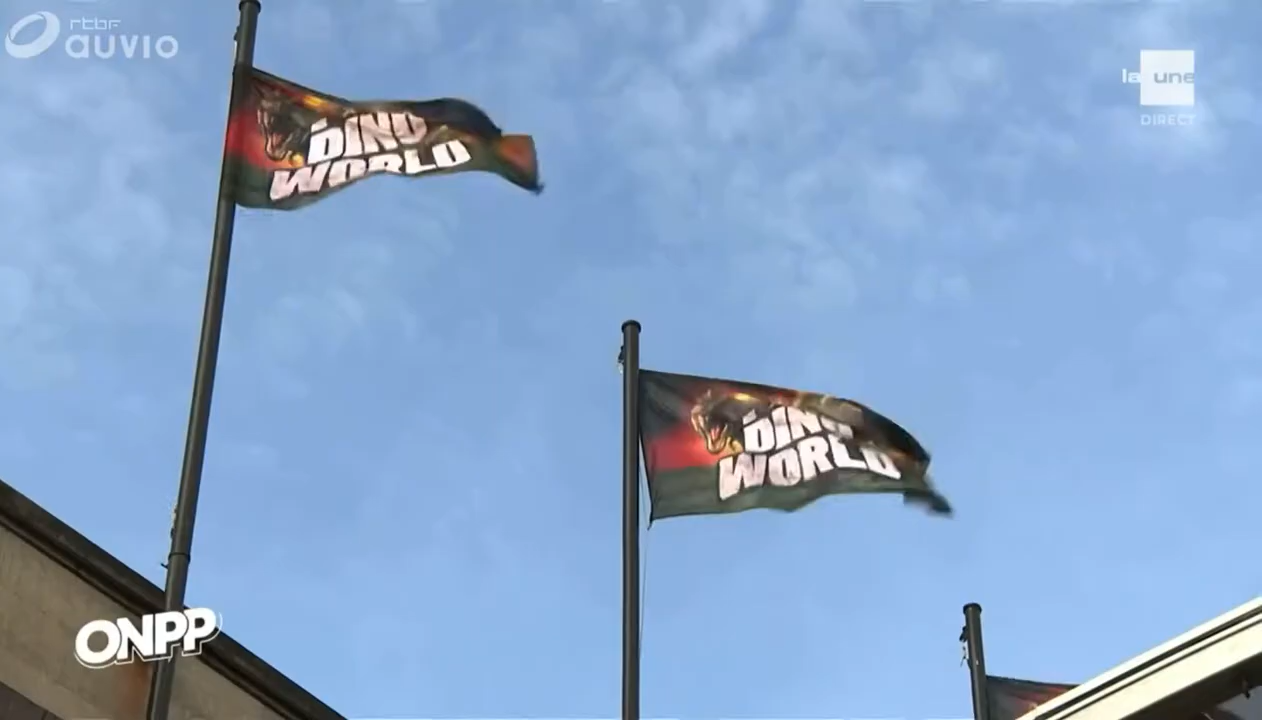 rtbf
auvio
la une
DIRECT
DINO
WORLD
DINO
WORLD
ONPP